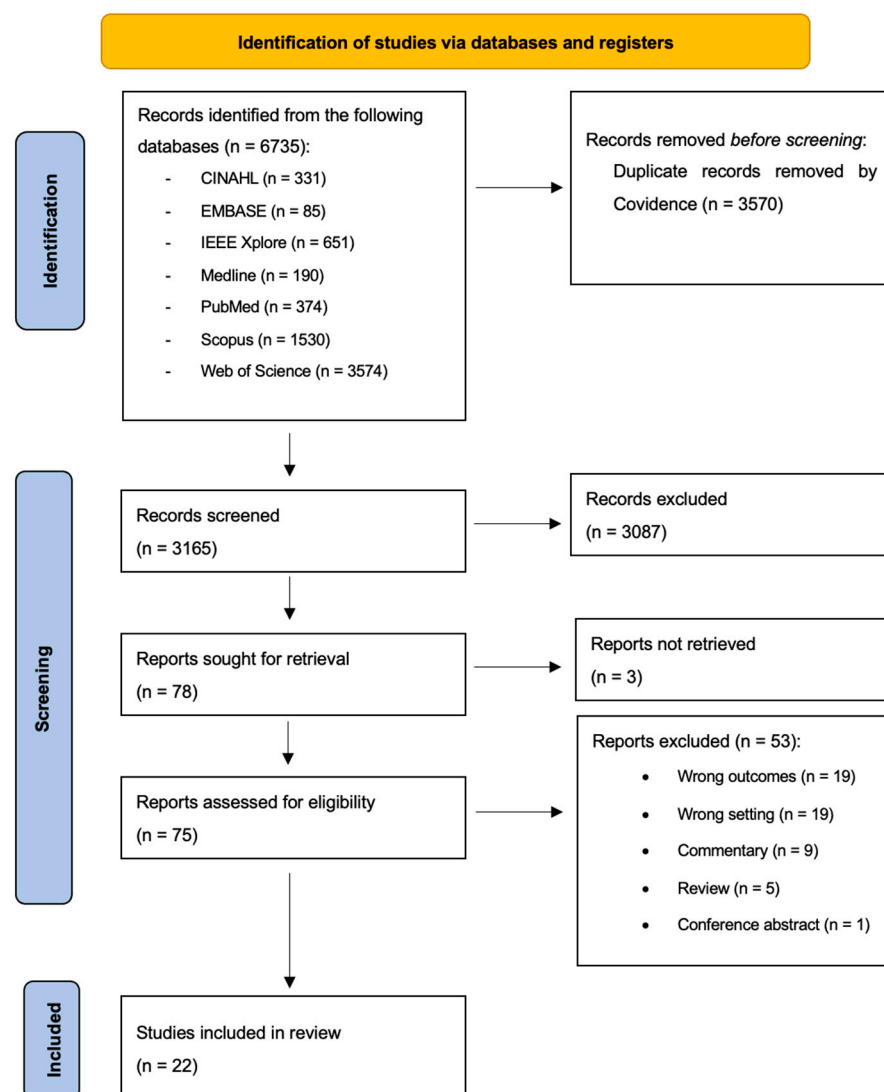 Identification of studies via databases and registers
Identification
Records identified from the following
databases (n = 6735):
- CINAHL (n = 331)
- EMBASE (n = 85)
- IEEE Xplore (n = 651)
- Medline (n = 190)
- PubMed (n = 374)
- Scopus (n = 1530)
- Web of Science (n = 3574)
Records removed before screening:
Duplicate records removed by
Covidence (n = 3570)
Screening
Records screened
(n = 3165)
Records excluded
(n = 3087)
Reports sought for retrieval
(n = 78)
Reports not retrieved
(n = 3)
Reports assessed for eligibility
(n = 75)
Reports excluded (n = 53):
• Wrong outcomes (n = 19)
• Wrong setting (n = 19)
• Commentary (n = 9)
• Review (n = 5)
• Conference abstract (n = 1)
Included
Studies included in review
(n = 22)